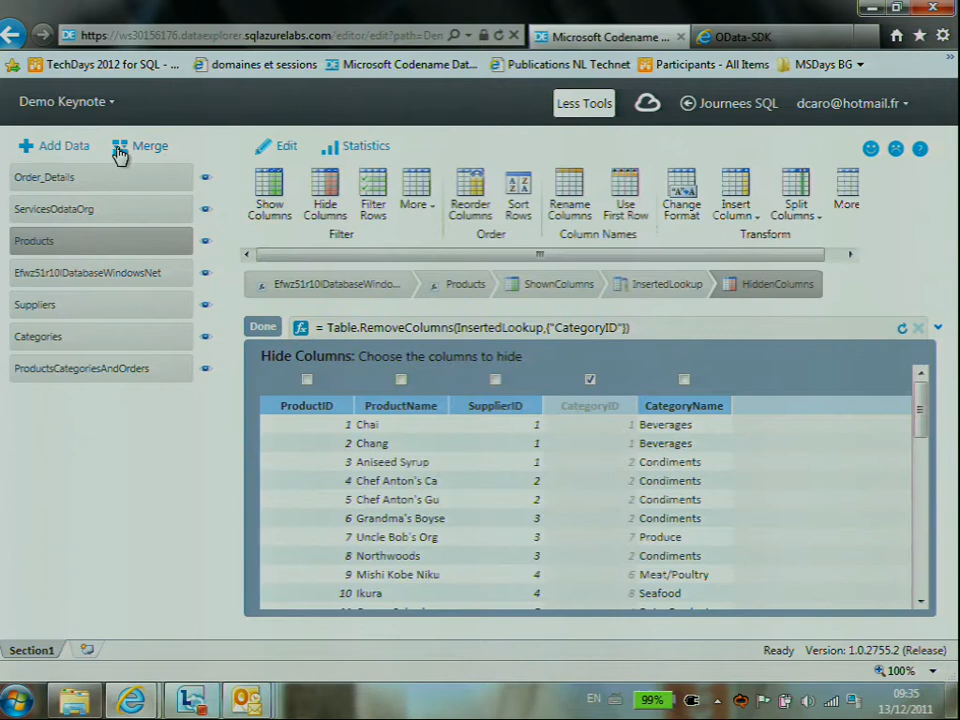 https://ws30156176.dataexplorer.sqlazurelabs.com/editor/edit?path=Den
Microsoft Codename ...
OData-SDK
TechDays 2012 for SQL - ...
domaines et sessions
Microsoft Codename Dat...
Publications NL Technet
Participants - All Items
MSDays BG
Demo Keynote
Less Tools
Journees SQL
dcaro@hotmail.fr
Add Data
Merge
Edit
Statistics
Show Columns
Hide Columns
Filter Rows
More
Reorder Columns
Sort Rows
Rename Columns
Use First Row
Change Format
Insert Column
Split Columns
More
Filter
Order
Column Names
Transform
Order_Details
ServicesOdataOrg
Products
Efwz51r10lDatabaseWindowsNet
Suppliers
Categories
ProductsCategoriesAndOrders
Efwz51r10lDatabaseWindo...
Products
ShownColumns
InsertedLookup
HiddenColumns
Done
= Table.RemoveColumns(InsertedLookup,{"CategoryID"})
Hide Columns: Choose the columns to hide
ProductID ProductName SupplierID CategoryID CategoryName
1 Chai 1 1 Beverages
2 Chang 1 1 Beverages
3 Aniseed Syrup 1 2 Condiments
4 Chef Anton's Ca 2 2 Condiments
5 Chef Anton's Gu 2 2 Condiments
6 Grandma's Boyse 3 2 Condiments
7 Uncle Bob's Org 3 7 Produce
8 Northwoods 3 2 Condiments
9 Mishi Kobe Niku 4 6 Meat/Poultry
10 Ikura 4 8 Seafood
Section1
Ready Version: 1.0.2755.2 (Release)
100%
EN
99%
09:35
13/12/2011